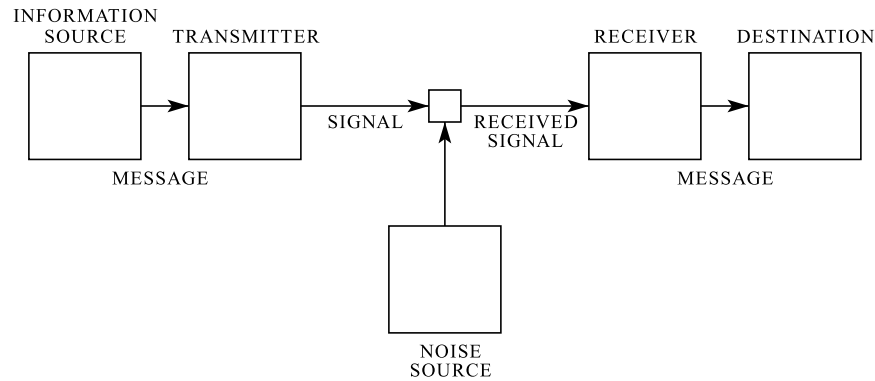 INFORMATION
SOURCE
TRANSMITTER
RECEIVER
DESTINATION
SIGNAL
RECEIVED
SIGNAL
MESSAGE
MESSAGE
NOISE
SOURCE